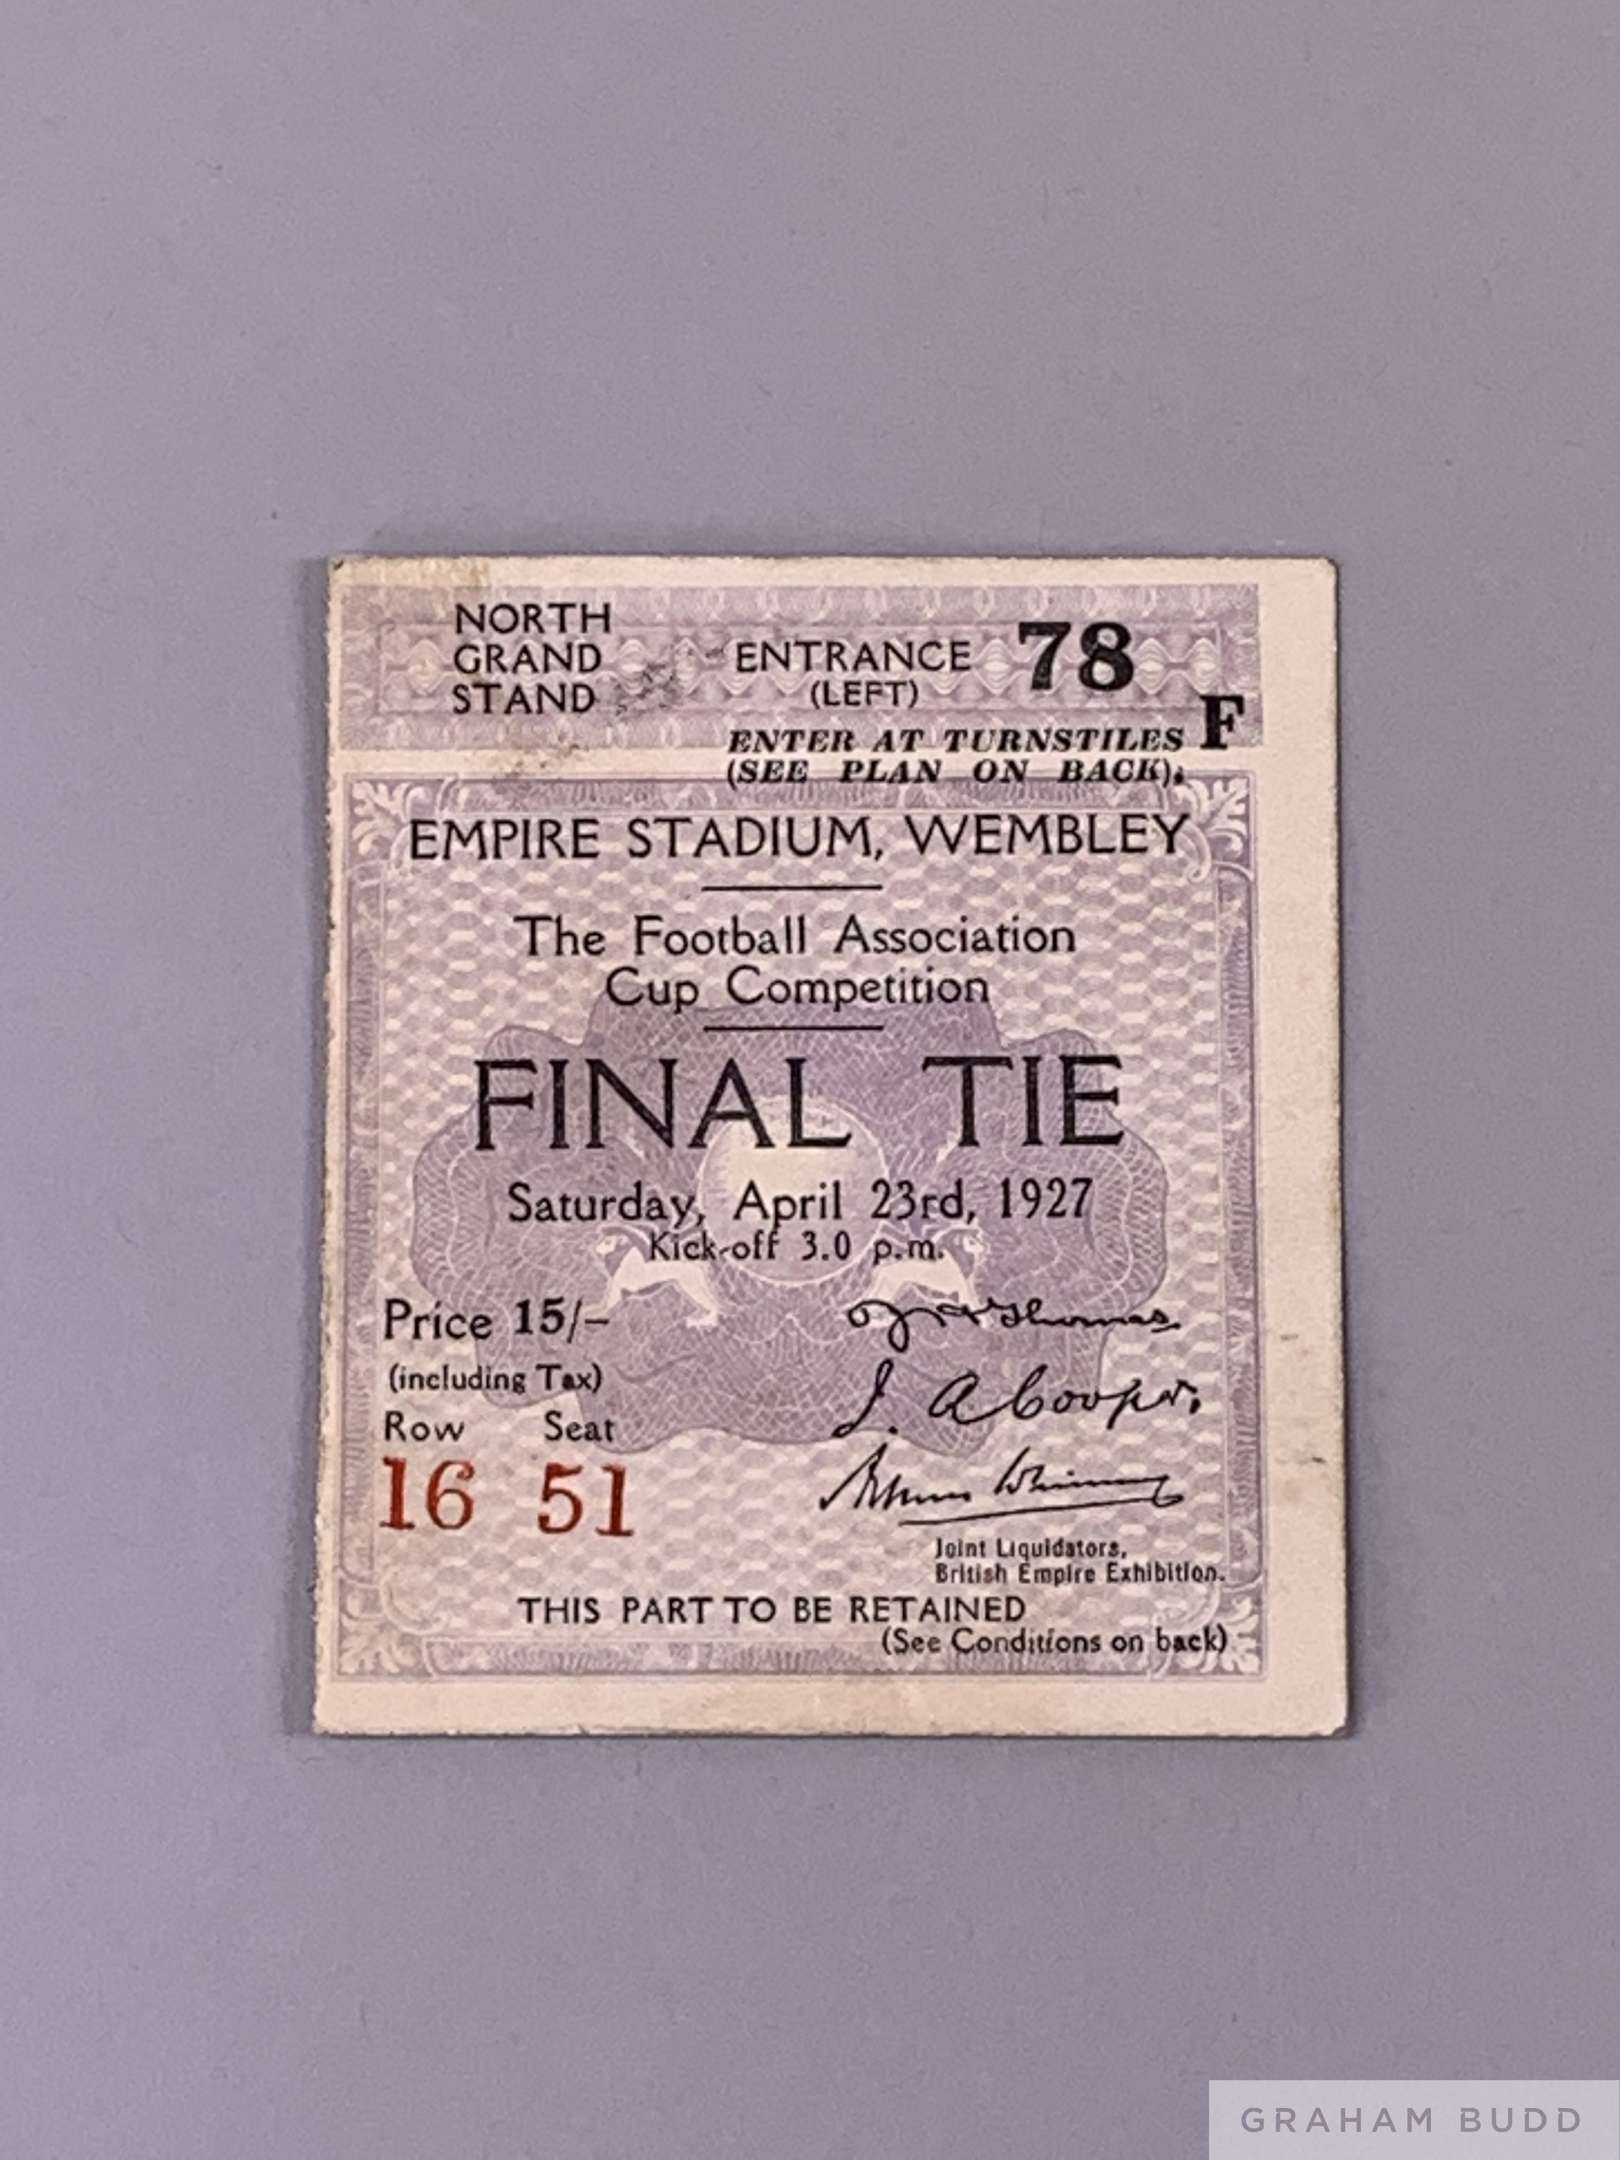 NORTH
GRAND
STAND
ENTRANCE 78
(LEFT)
F
ENTER AT TURNSTILES
(SEE PLAN ON BACK).
EMPIRE STADIUM, WEMBLEY
The Football Association
Cup Competition
FINAL TIE
Saturday, April 23rd, 1927
Kick-off 3.0 p.m.
Price 15/-
(including Tax)
Row Seat
16 51
Thomas
J. A Cooper.
Joint Liquidators,
British Empire Exhibition.
THIS PART TO BE RETAINED
(See Conditions on back)
GRAHAM BUDD